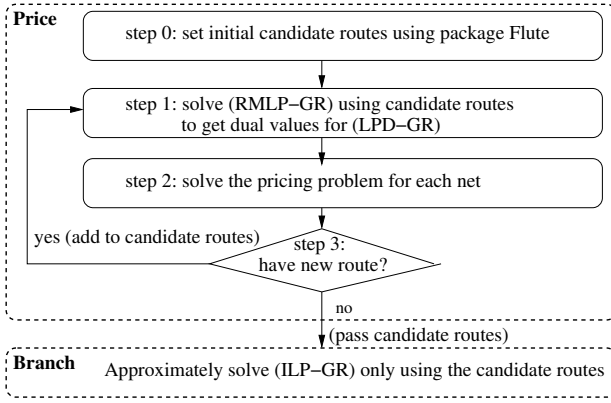 Price
step 0: set initial candidate routes using package Flute
step 1: solve (RMLP−GR) using candidate routes
to get dual values for (LPD−GR)
step 2: solve the pricing problem for each net
yes (add to candidate routes)
step 3:
have new route?
no
(pass candidate routes)
Branch
Approximately solve (ILP−GR) only using the candidate routes